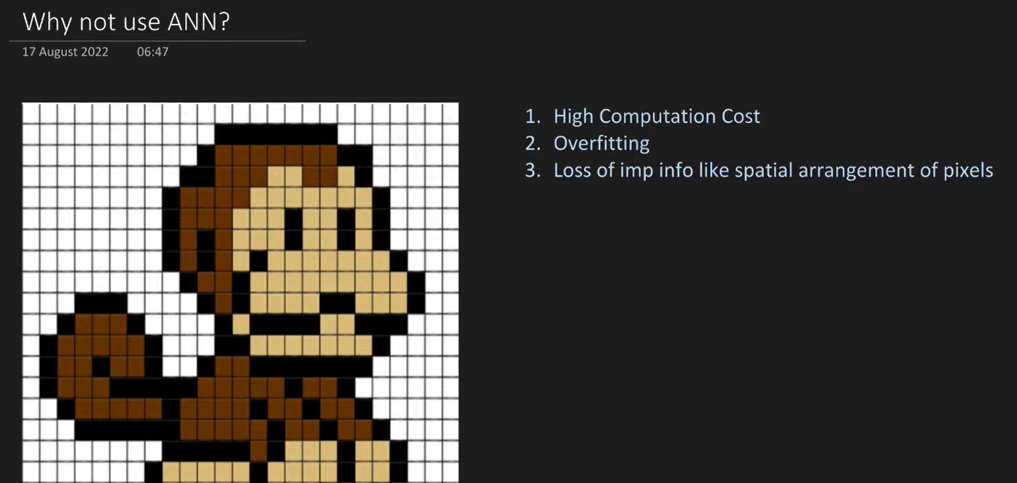 Why not use ANN?
17 August 2022 06:47
1. High Computation Cost
2. Overfitting
3. Loss of imp info like spatial arrangement of pixels